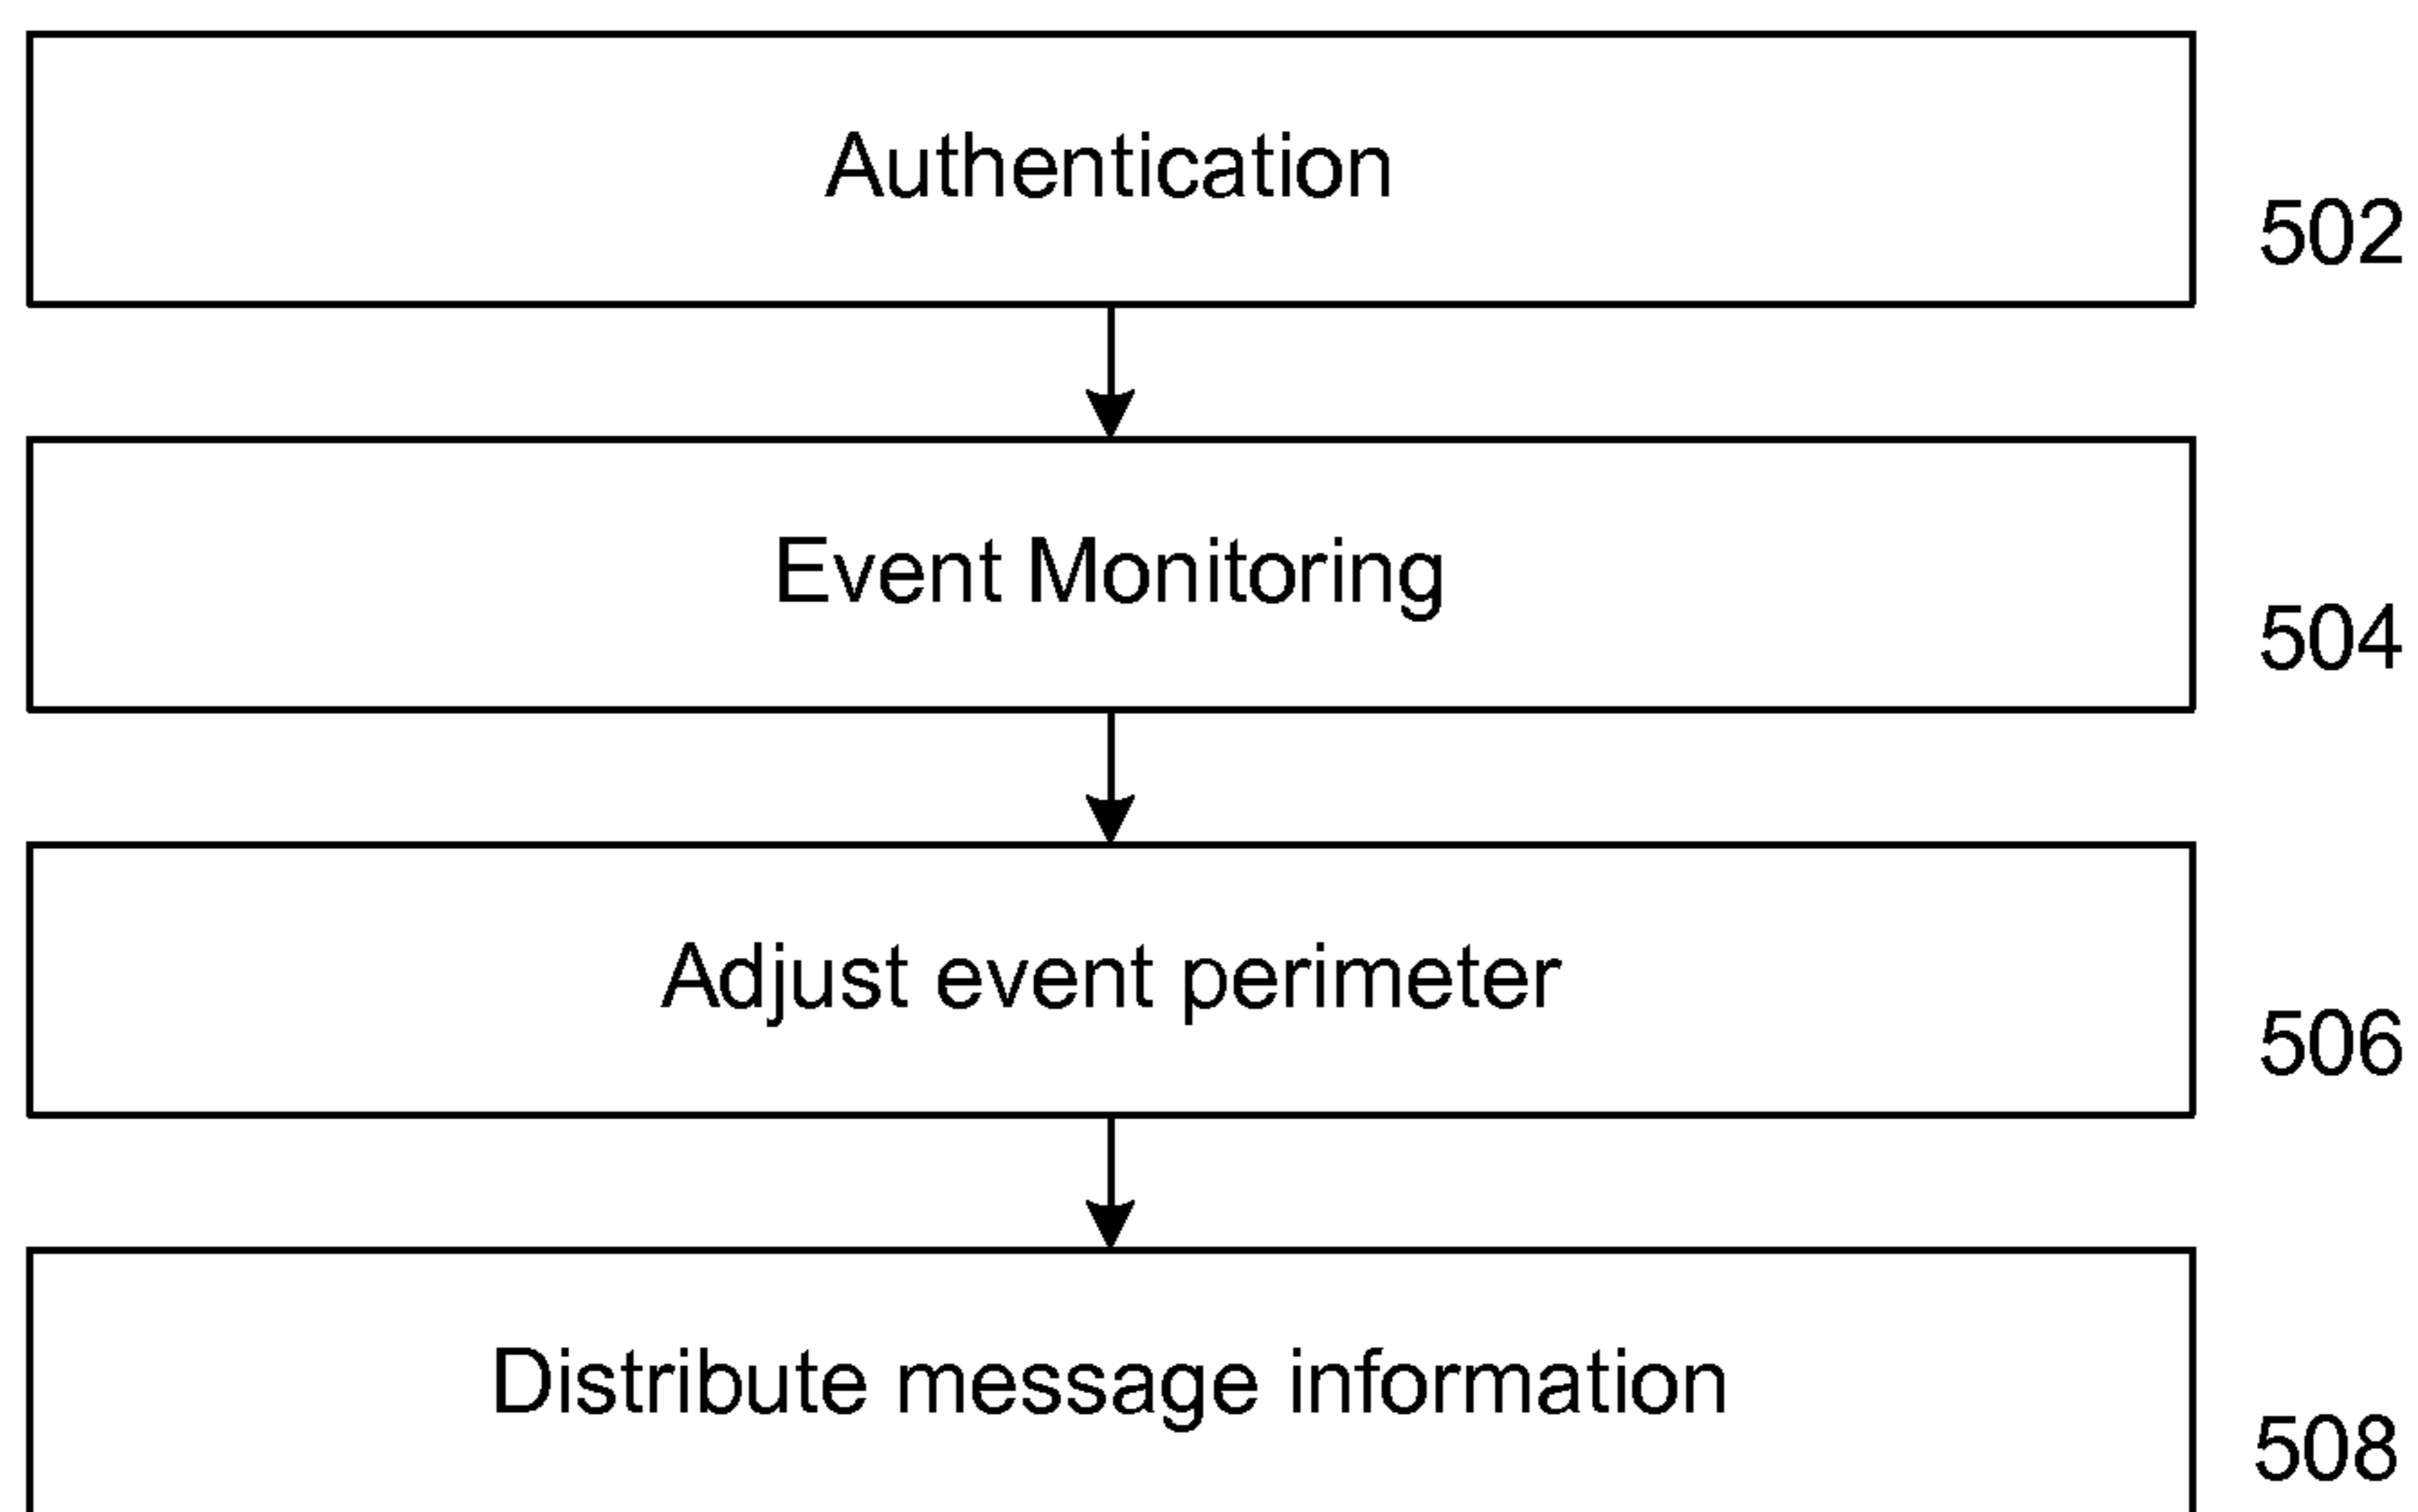 Authentication
502
Event Monitoring
504
Adjust event perimeter
506
Distribute message information
508